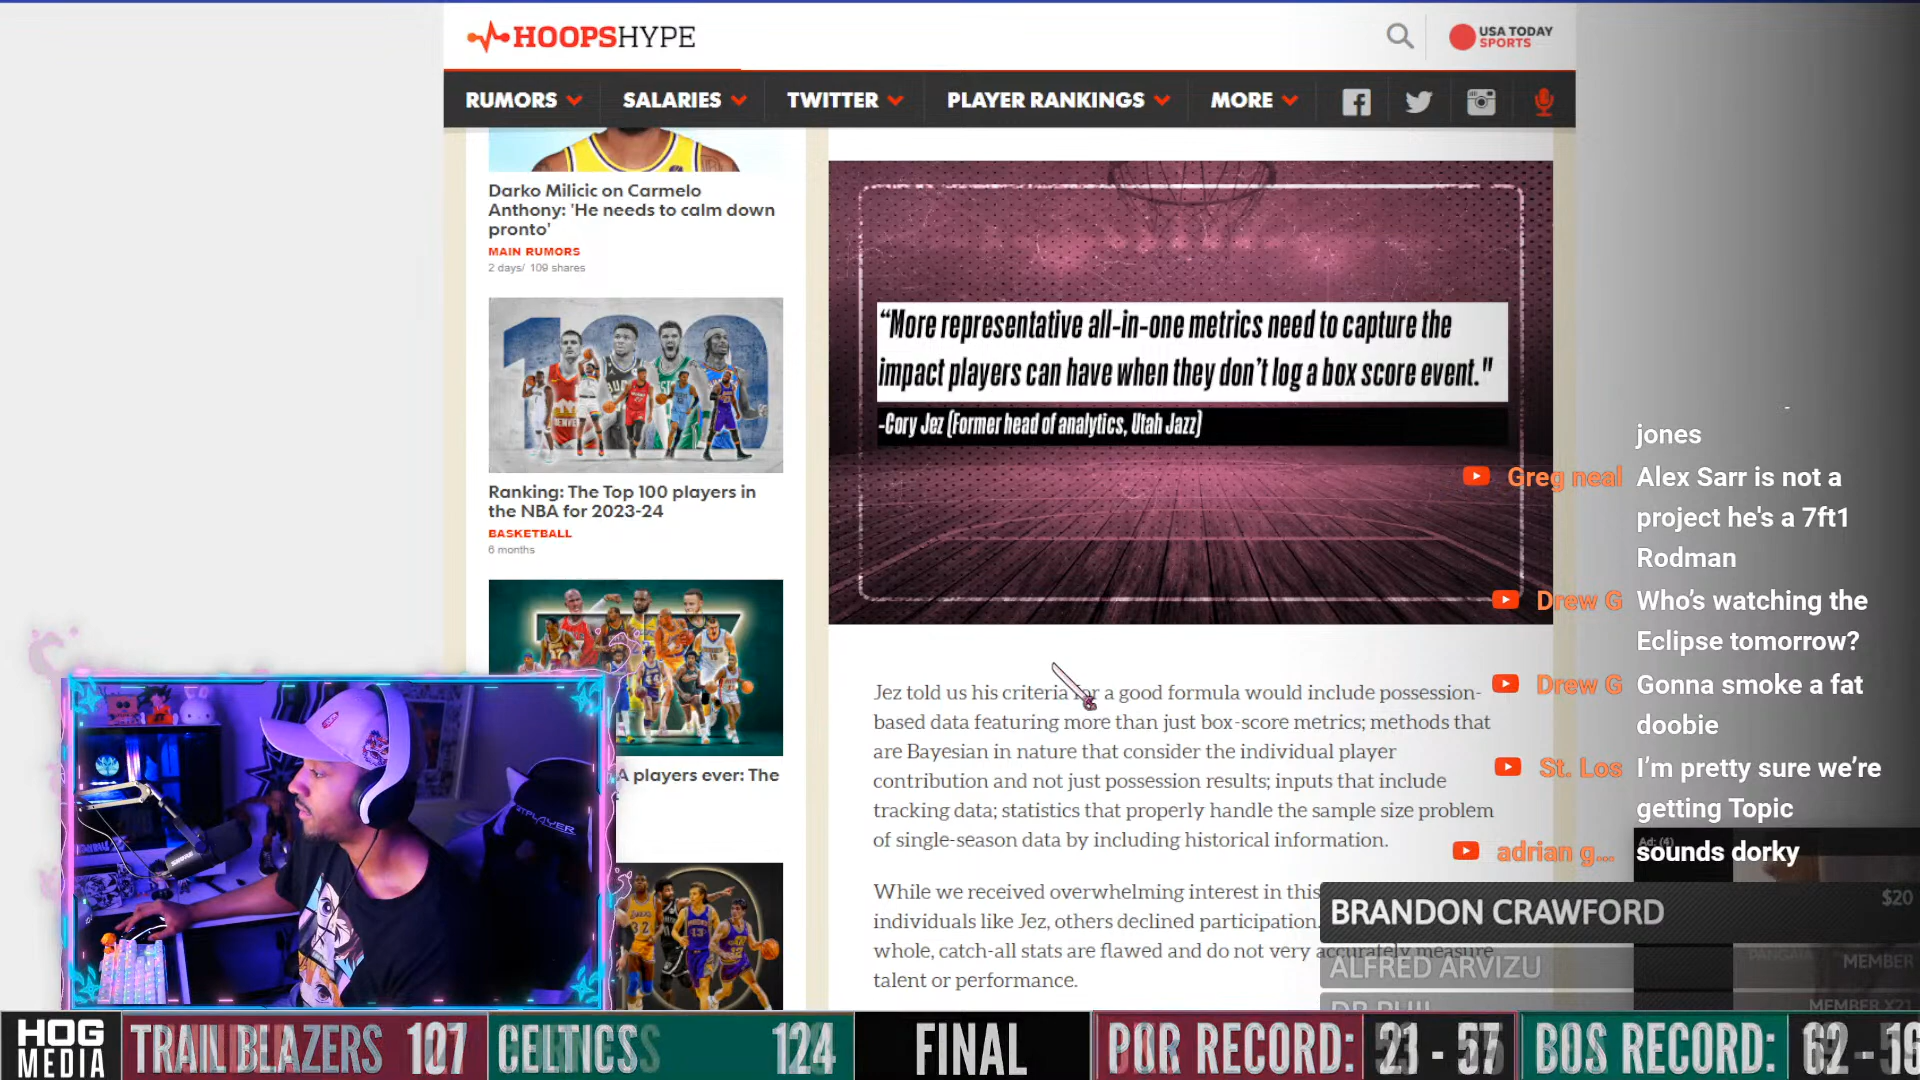 HOOPSHYPE
USA TODAY
SPORTS
RUMORS
SALARIES
TWITTER
PLAYER RANKINGS
MORE
Darko Milicic on Carmelo
Anthony: 'He needs to calm down
pronto'
MAIN RUMORS
2 days/ 109 shares
Ranking: The Top 100 players in
the NBA for 2023-24
BASKETBALL
6 months
A players ever: The
“More representative all-in-one metrics need to capture the
impact players can have when they don’t log a box score event."
-Cory Jez (Former head of analytics, Utah Jazz)
Jez told us his criteria for a good formula would include possession-
based data featuring more than just box-score metrics; methods that
are Bayesian in nature that consider the individual player
contribution and not just possession results; inputs that include
tracking data; statistics that properly handle the sample size problem
of single-season data by including historical information.
While we received overwhelming interest in this
individuals like Jez, others declined participation.
whole, catch-all stats are flawed and do not very accurately measure
talent or performance.
jones
Greg neal Alex Sarr is not a
project he's a 7ft1
Rodman
Drew G Who’s watching the
Eclipse tomorrow?
Drew G Gonna smoke a fat
doobie
St. Los I’m pretty sure we’re
getting Topic
adrian g... sounds dorky
Ad: (4)
BRANDON CRAWFORD $20
ALFRED ARVIZU MEMBER
MEMBER X21
HOG
MEDIA
TRAIL BLAZERS 107
CELTICS 124
FINAL
POR RECORD: 21 - 57
BOS RECORD: 62 - 16